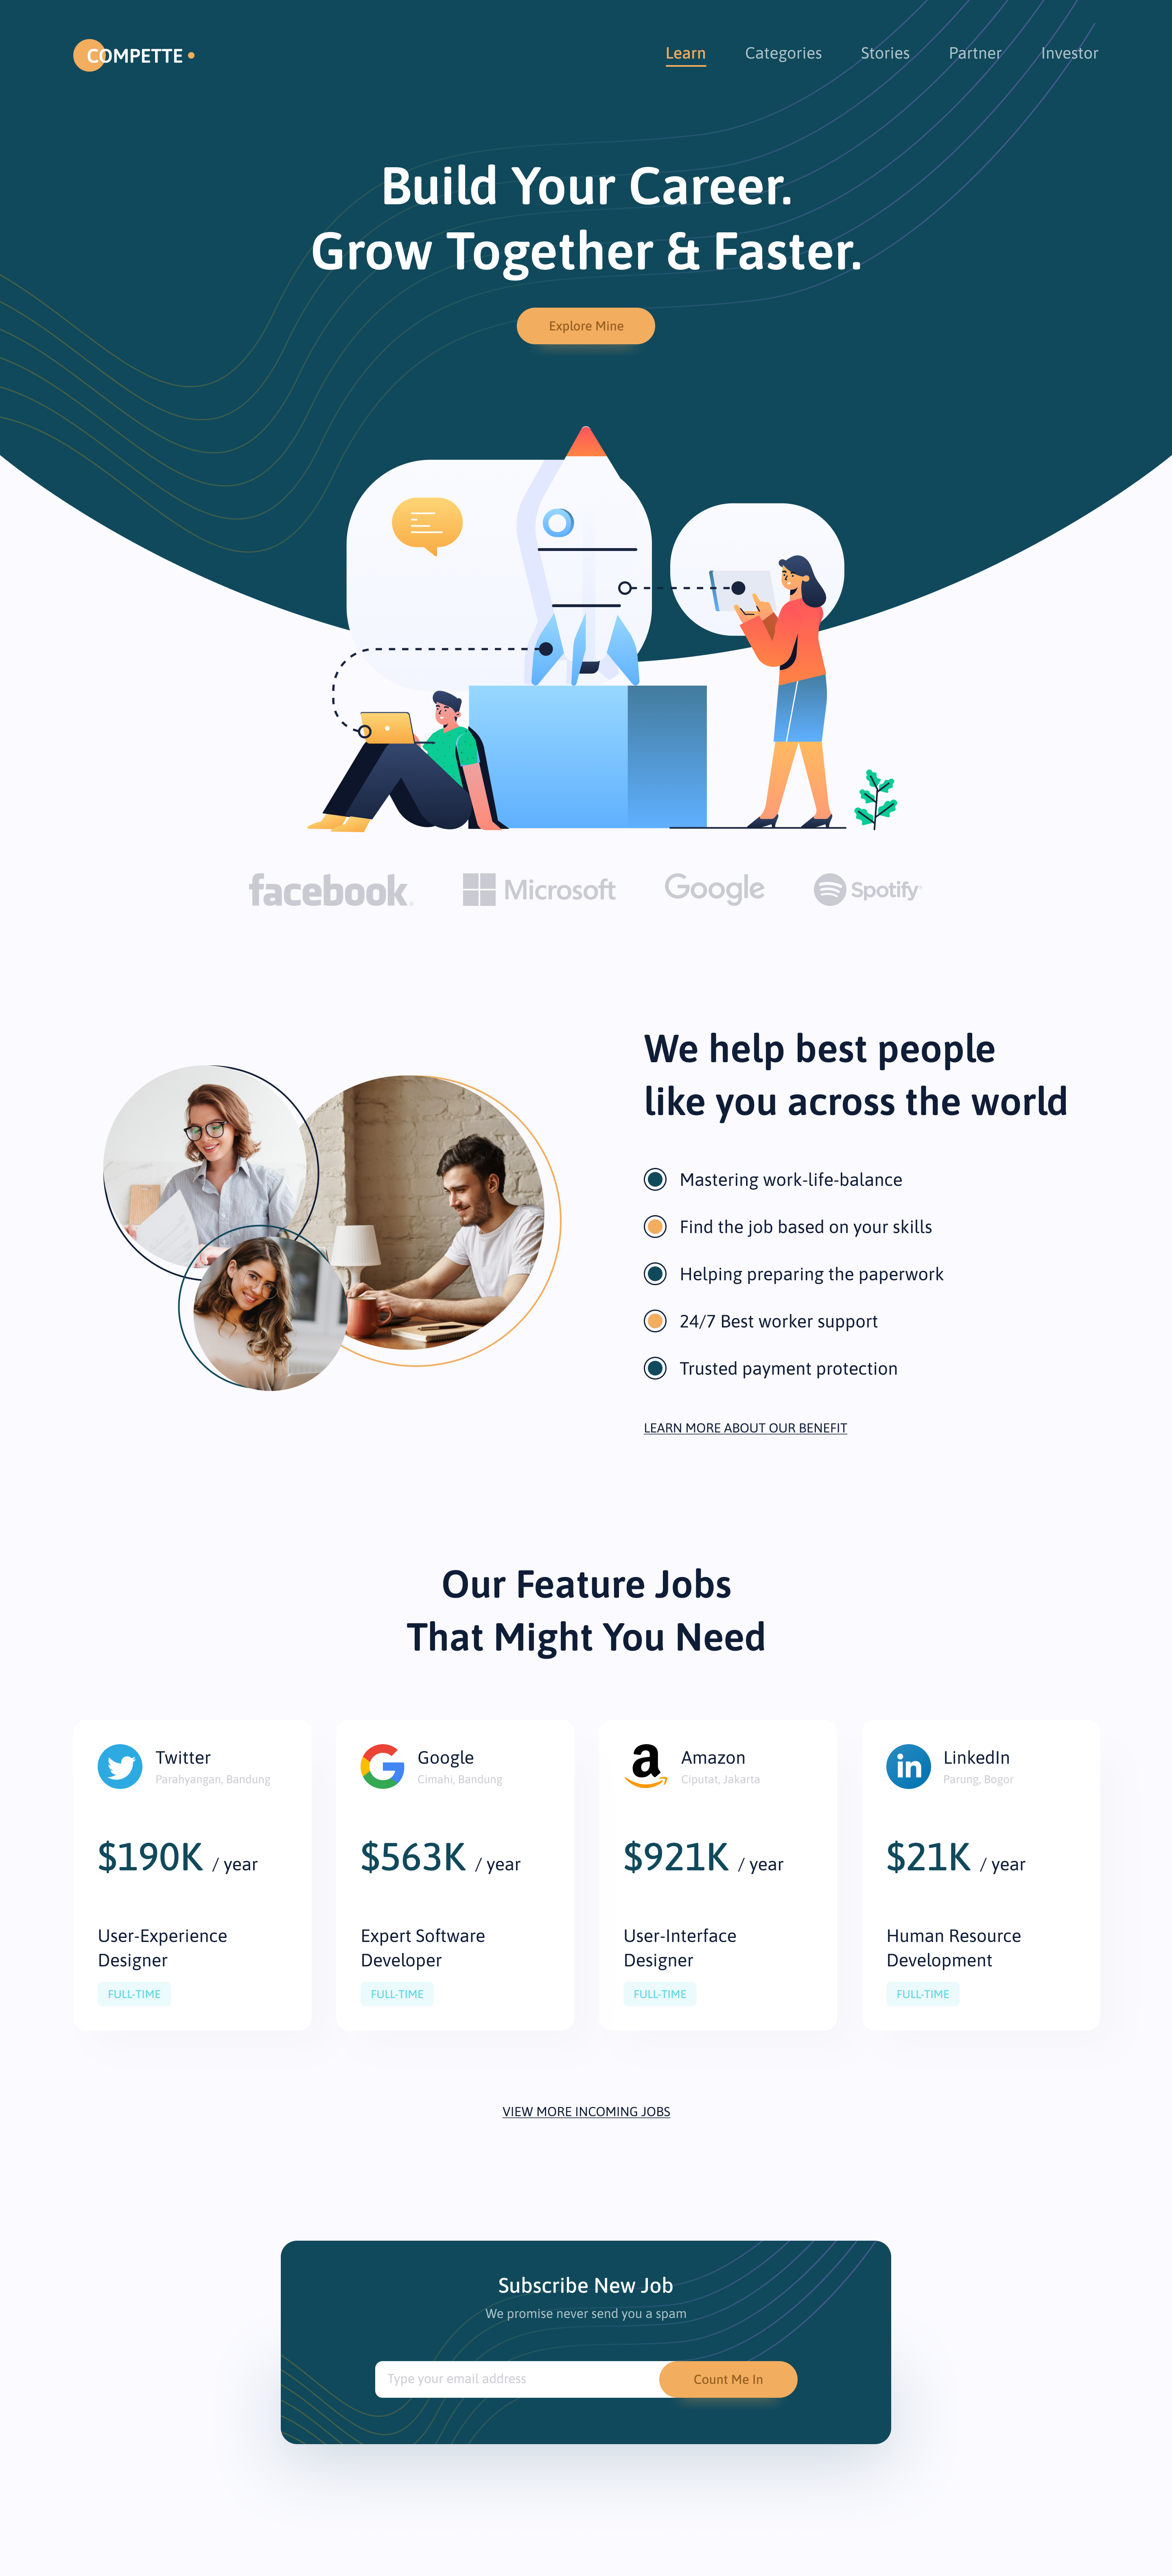 COMPETTE
Learn Categories Stories Partner Investor
Build Your Career.
Grow Together & Faster.
Explore Mine
facebook. Microsoft Google Spotify
We help best people
like you across the world
Mastering work-life-balance
Find the job based on your skills
Helping preparing the paperwork
24/7 Best worker support
Trusted payment protection
LEARN MORE ABOUT OUR BENEFIT
Our Feature Jobs
That Might You Need
Twitter
Parahyangan, Bandung
$190K / year
User-Experience
Designer
FULL-TIME
Google
Cimahi, Bandung
$563K / year
Expert Software
Developer
FULL-TIME
a
Amazon
Ciputat, Jakarta
$921K / year
User-Interface
Designer
FULL-TIME
in
LinkedIn
Parung, Bogor
$21K / year
Human Resource
Development
FULL-TIME
VIEW MORE INCOMING JOBS
Subscribe New Job
We promise never send you a spam
Type your email address
Count Me In